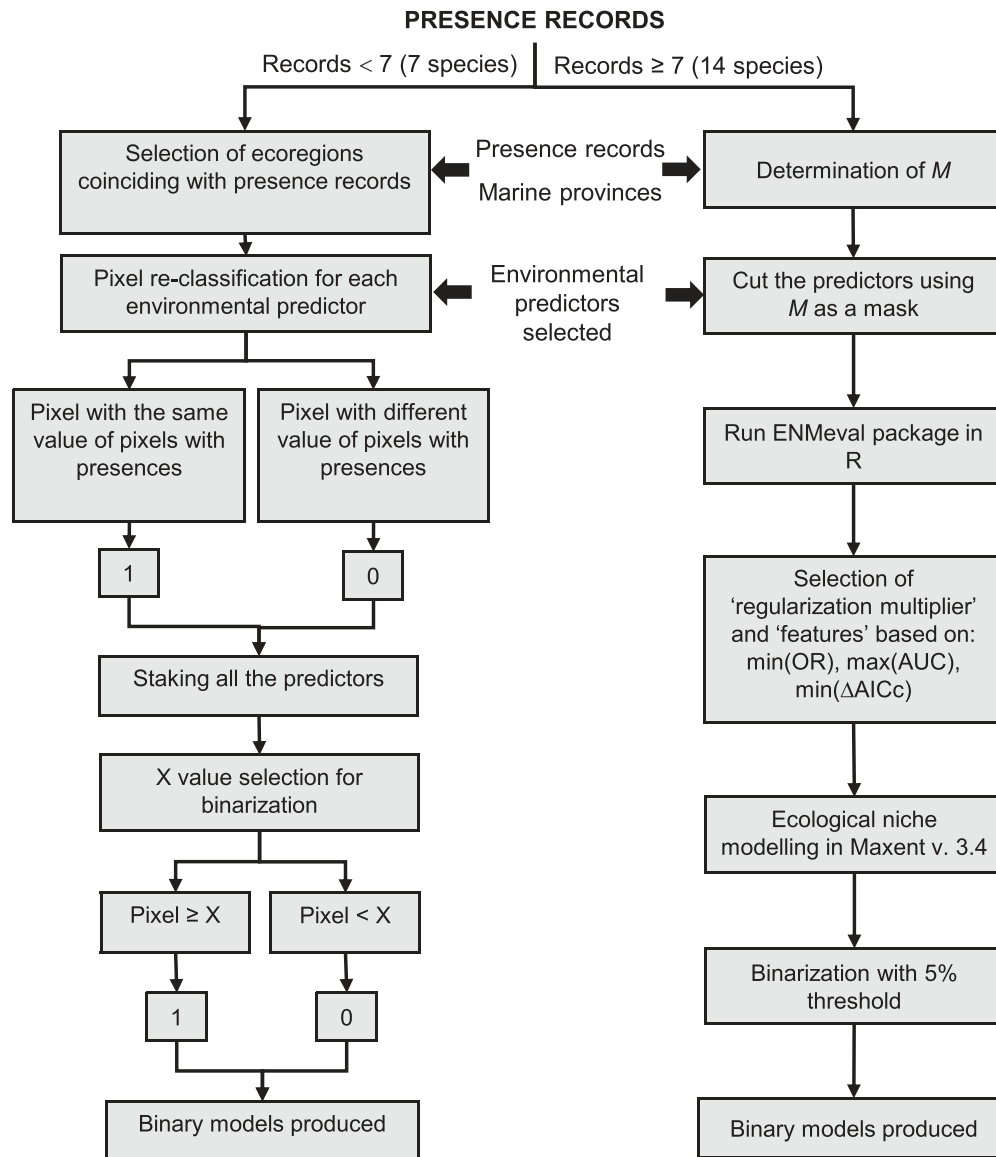 PRESENCE RECORDS
Records < 7 (7 species)
Records ≥ 7 (14 species)
Selection of ecoregions
coinciding with presence records
Presence records
Marine provinces
Determination of M
Pixel re-classification for each
environmental predictor
Environmental
predictors
selected
Cut the predictors using
M as a mask
Pixel with the same
value of pixels with
presences
Pixel with different
value of pixels with
presences
Run ENMeval package in
R
1
0
Selection of
‘regularization multiplier’
and ‘features’ based on:
min(OR), max(AUC),
min(ΔAICc)
Staking all the predictors
X value selection for
binarization
Ecological niche
modelling in Maxent v. 3.4
Pixel ≥ X
Pixel < X
Binarization with 5%
threshold
1
0
Binary models produced
Binary models produced